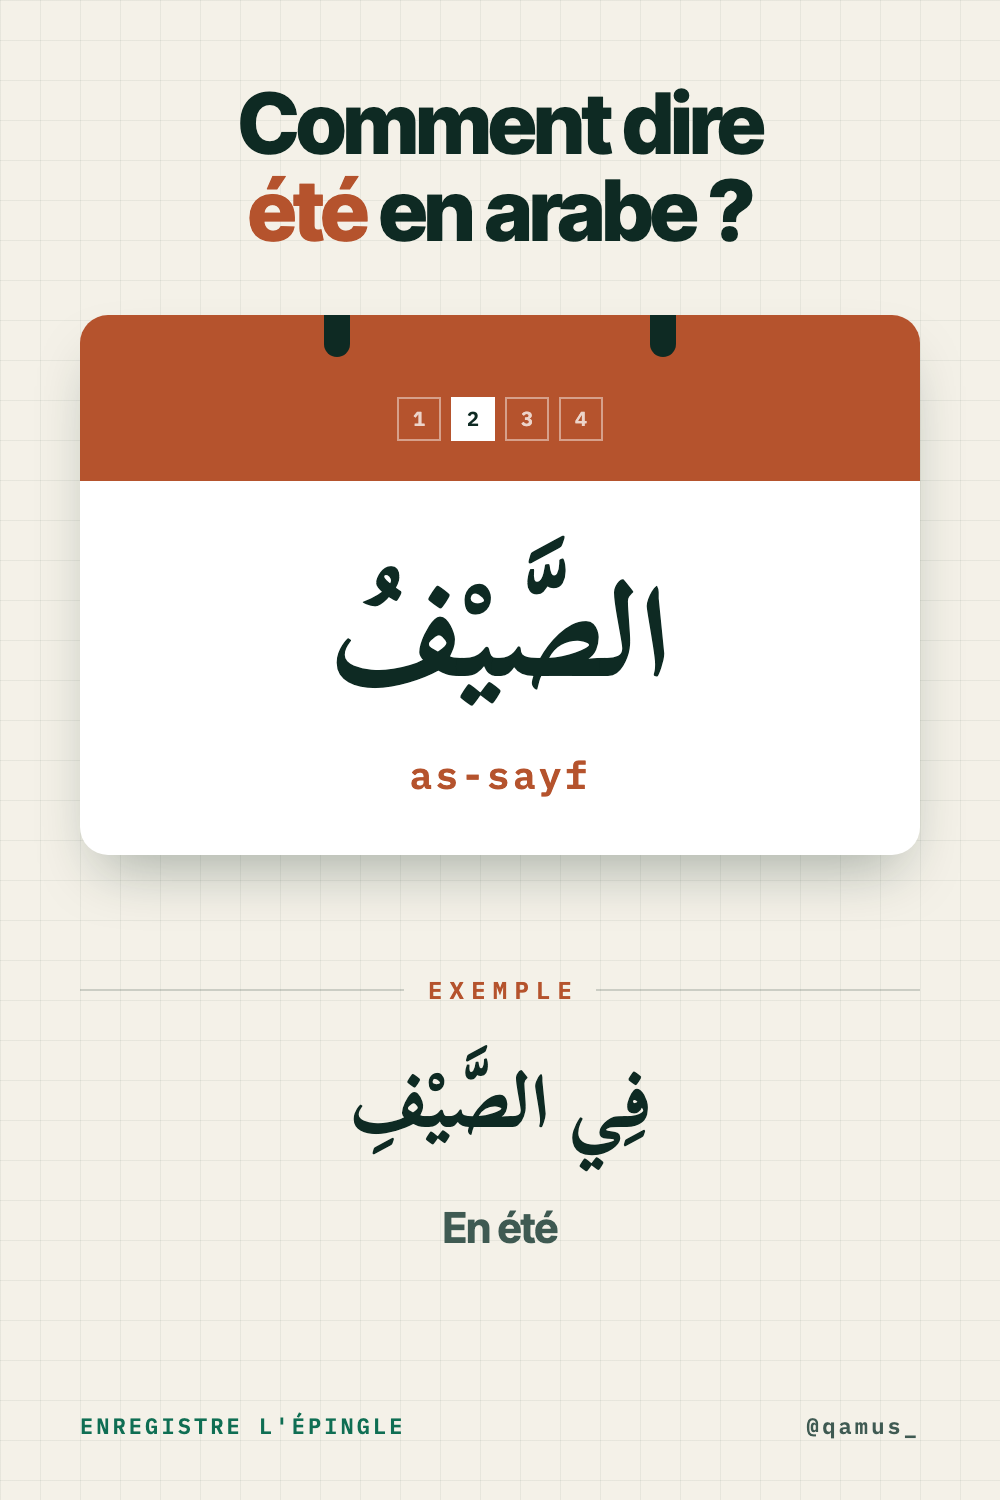 Comment dire
été en arabe ?
1 2 3 4
الصَّيْفُ
as-sayf
EXEMPLE
فِي الصَّيْفِ
En été
ENREGISTRE L'ÉPINGLE
@qamus_